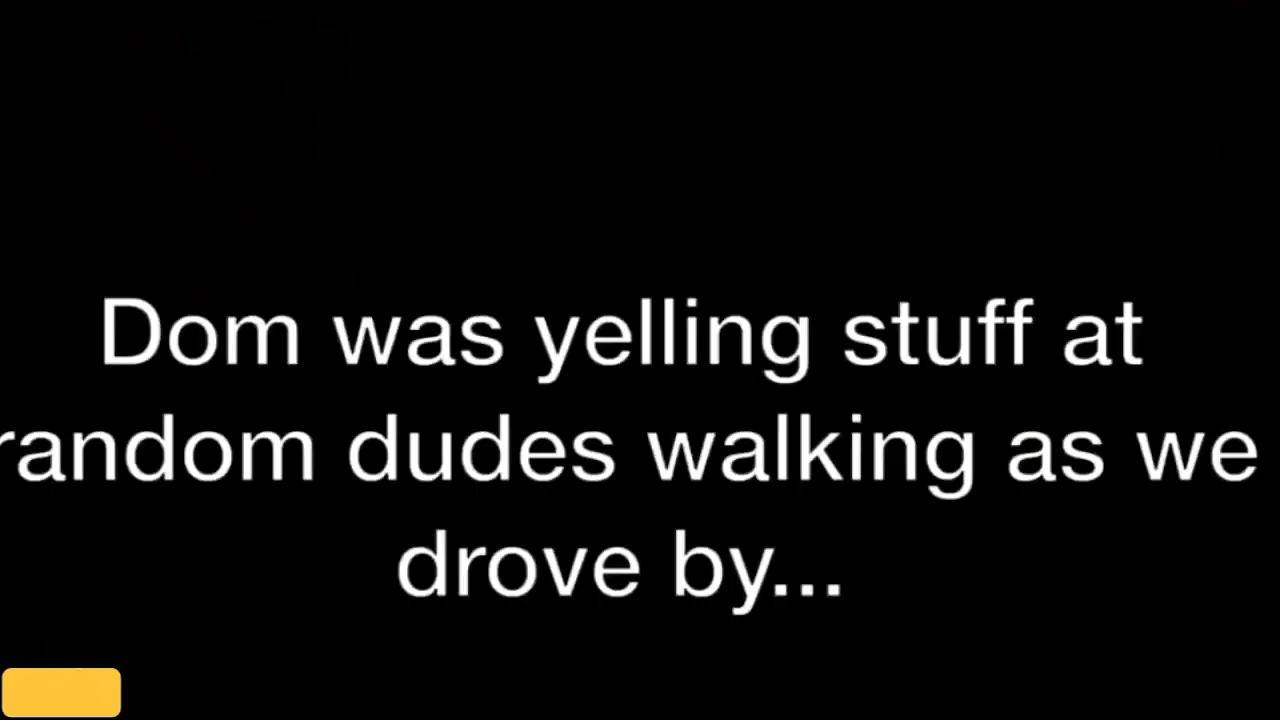 Dom was yelling stuff at
random dudes walking as we
drove by...